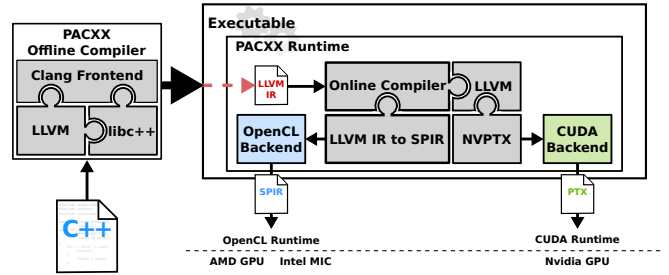 PACXX
Offline Compiler
Clang Frontend
LLVM
libc++
C++
Executable
PACXX Runtime
LLVM
IR
Online Compiler
LLVM
OpenCL
Backend
LLVM IR to SPIR
NVPTX
CUDA
Backend
SPIR
PTX
OpenCL Runtime
CUDA Runtime
AMD GPU
Intel MIC
Nvidia GPU